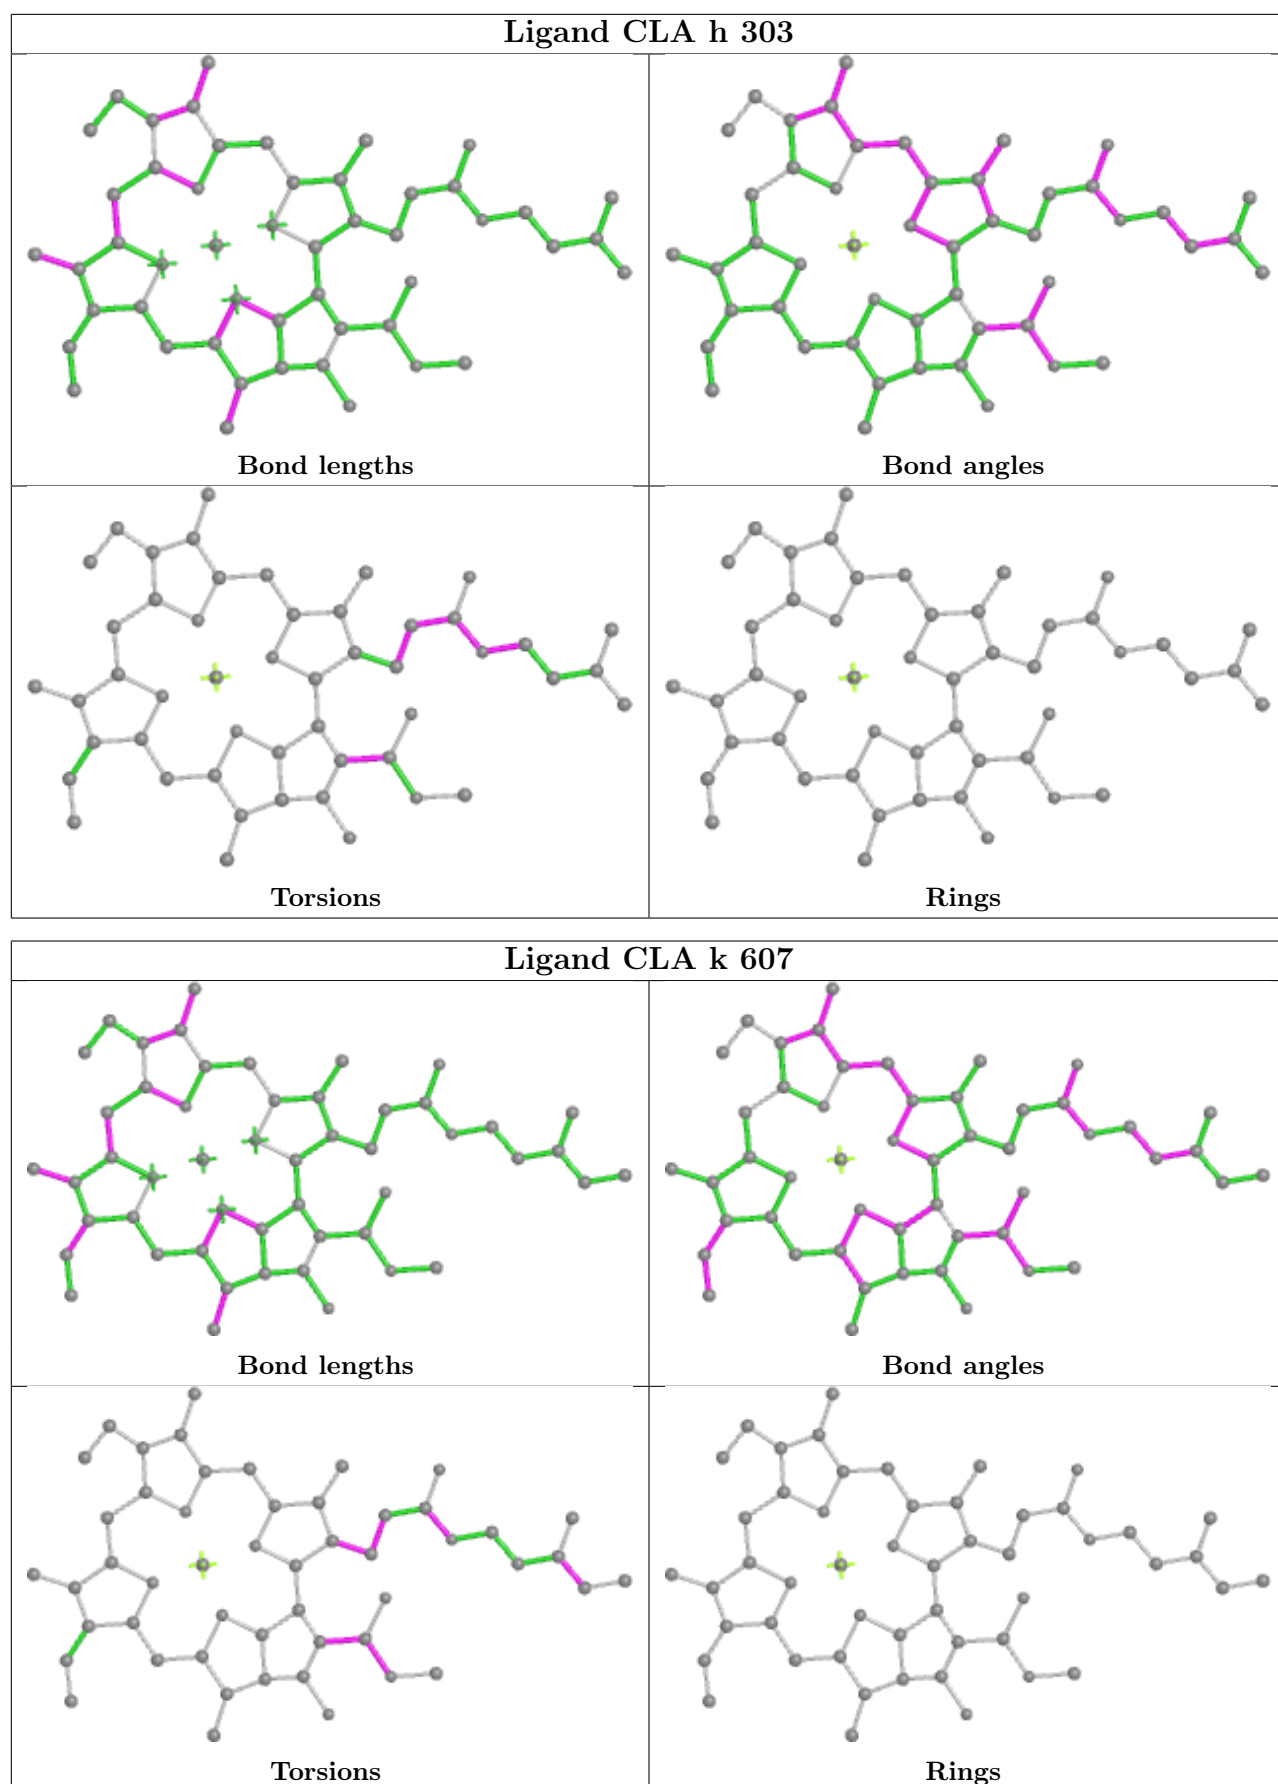 Ligand CLA h 303
Bond lengths
Bond angles
Torsions
Rings
Ligand CLA k 607
Bond lengths
Bond angles
Torsions
Rings